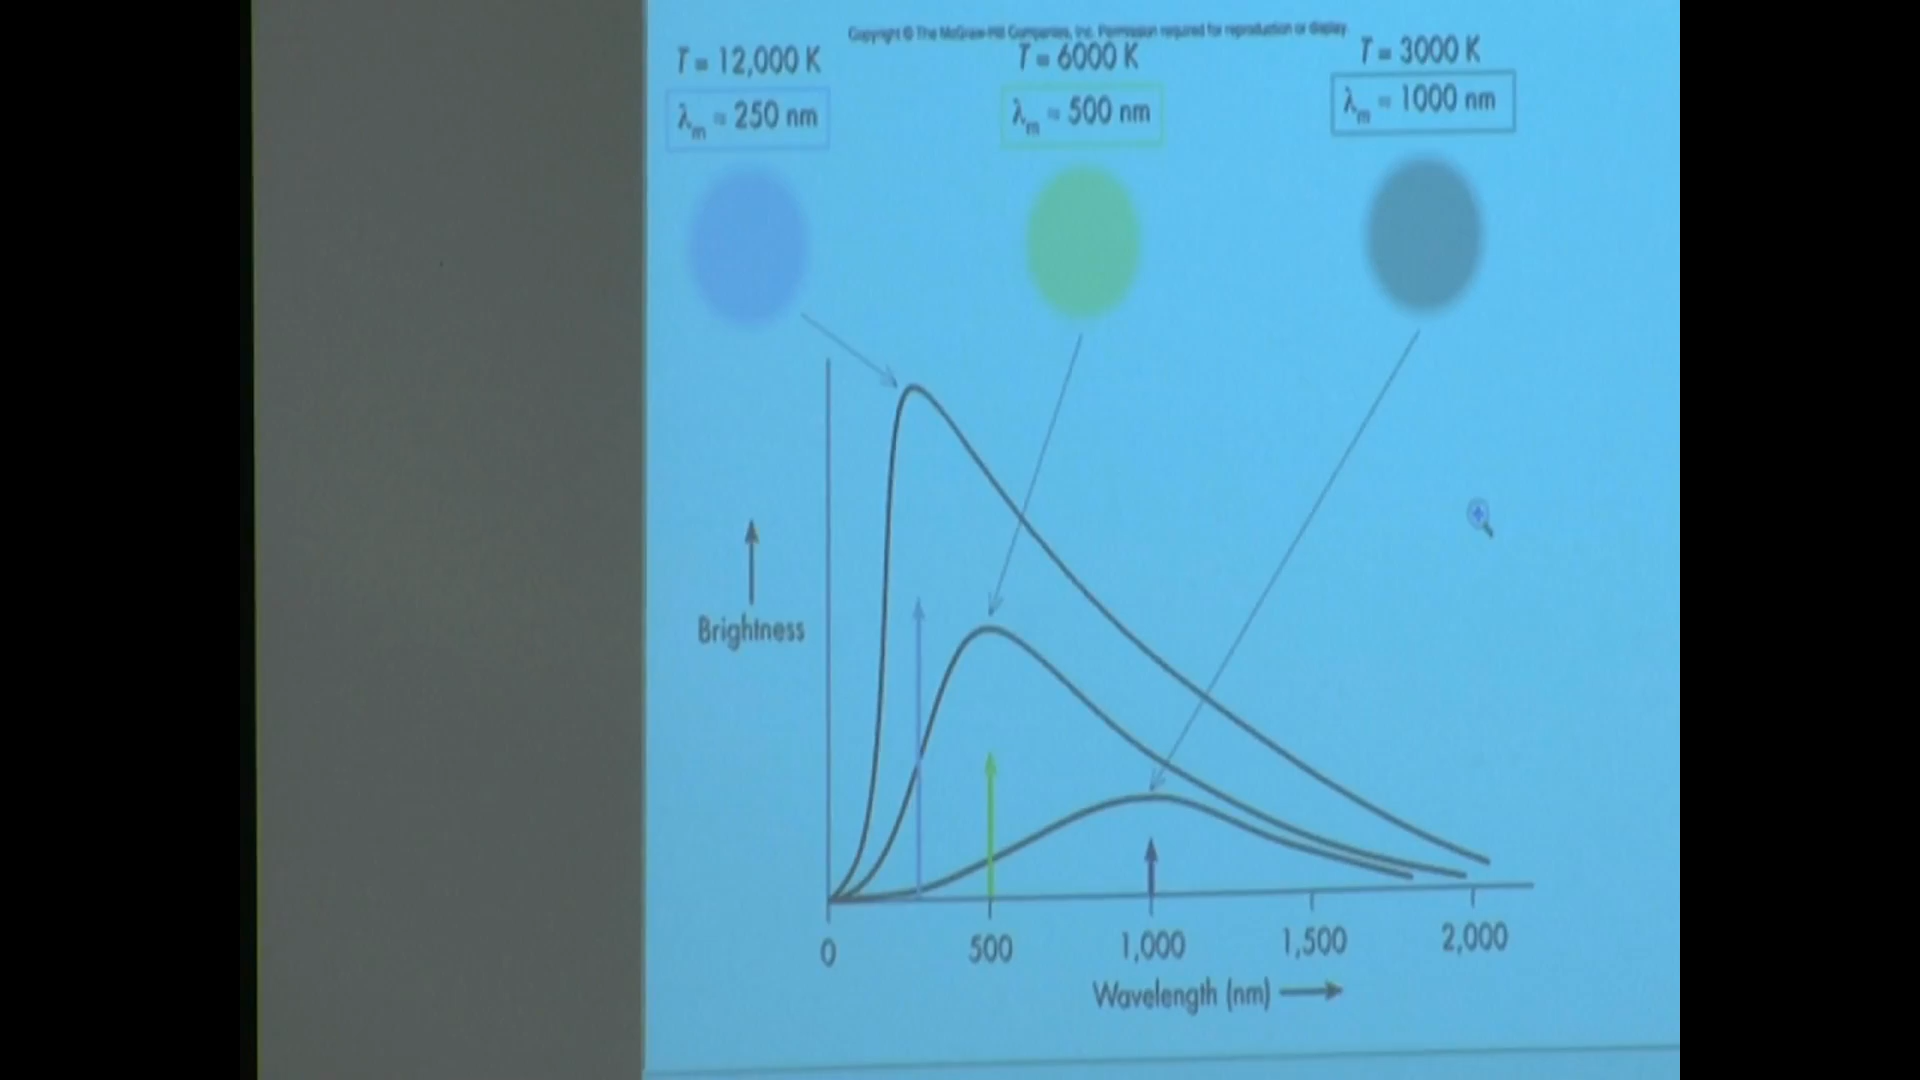 Copyright © The McGraw-Hill Companies, Inc. Permission required for reproduction or display
T = 12,000 K
T = 6000 K
T = 3000 K
λm = 250 nm
λm = 500 nm
λm = 1000 nm
Brightness
0
500
1,000
1,500
2,000
Wavelength (nm)